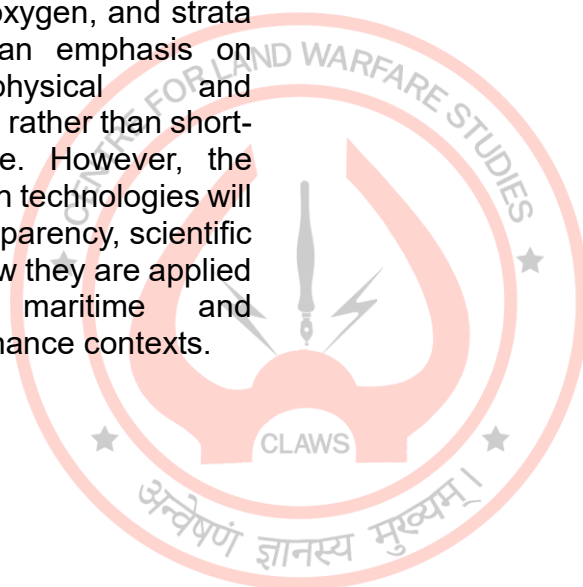 oxygen, and strata
an emphasis on
physical and
rather than short-
e. However, the
h technologies will
parency, scientific
w they are applied
maritime and
nance contexts.
CENTRE FOR LAND WARFARE STUDIES
CLAWS
अन्वेषणं ज्ञानस्य मुख्यम्।